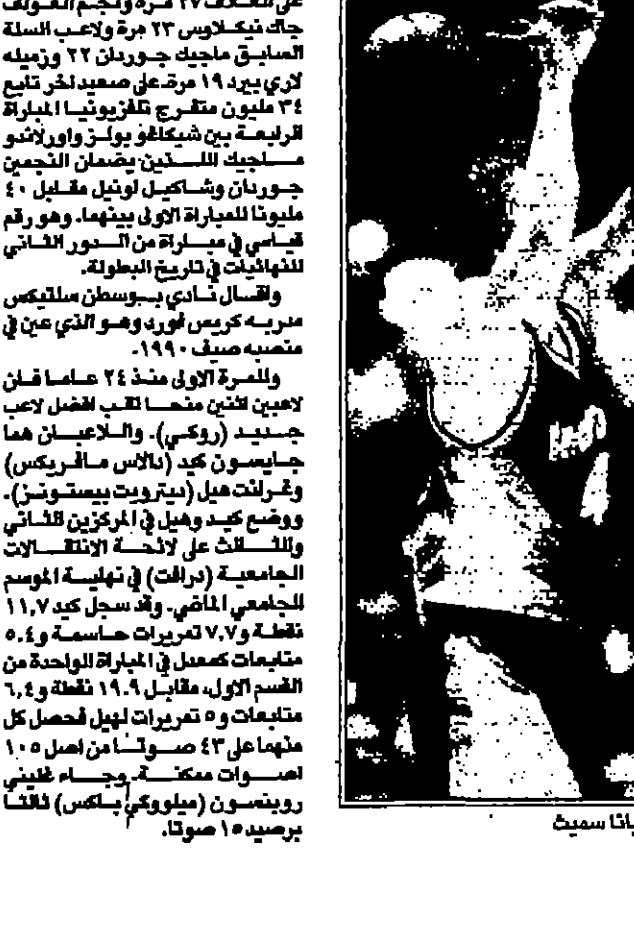 على الغلاف ٢٧ مرة ونجم الغولف
جاك نيكلاوس ٢٣ مرة ولاعب السلة
السابق ماجيك جوردان ٢٢ وزميله
لاري بيرد ١٩ مرة. على صعيد اخر تابع
٣٤ مليون متفرج تلفزيونيا المباراة
الرابعة بين شيكاغو بولز واورلاندو
ماجيك اللذين يضمان النجمين
جوردان وشاكيل اونيل مقابل ٤٠
مليونا للمباراة الاولى بينهما. وهو رقم
قياسي في مباراة من الدور الثاني
للنهائيات في تاريخ البطولة.
واقال نادي بوسطن سلتيكس
مدربه كريس فورد وهو الذي عين في
منصبه صيف ١٩٩٠.
وللمرة الاولى منذ ٢٤ عاما فان
لاعبين اثنين منحا لقب افضل لاعب
جديد (روكي). واللاعبان هما
جايسون كيد (دالاس مافريكس)
وغرانت هيل (ديترويت بيستونز).
ووضع كيد وهيل في المركزين الثاني
والثالث على لائحة الانتقالات
الجامعية (درافت) في نهاية الموسم
الجامعي الماضي. وقد سجل كيد ١١,٧
نقطة و٧,٧ تمريرات حاسمة و٥,٤
متابعات كمعدل في المباراة الواحدة من
القسم الاول، مقابل ١٩,٩ نقطة و٦,٤
متابعات و٥ تمريرات لهيل فحصل كل
منهما على ٤٣ صوتا من اصل ١٠٥
اصوات ممكنة. وجاء غليني
روبنسون (ميلووكي باكس) ثالثا
برصيد ١٥ صوتا.
سميث